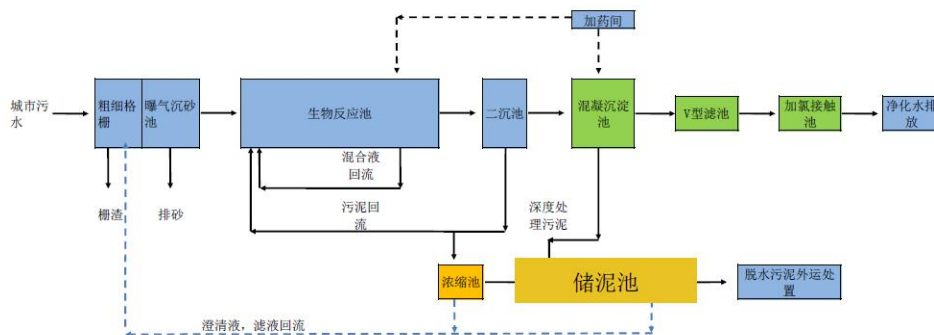 加药间
城市污
水
粗细格
栅
曝气沉砂
池
生物反应池
二沉池
混凝沉淀
池
V型滤池
加氯接触
池
净化水排
放
混合液
回流
栅渣
排砂
污泥回
流
深度处
理污泥
浓缩池
储泥池
脱水污泥外运处
置
澄清液，滤液回流